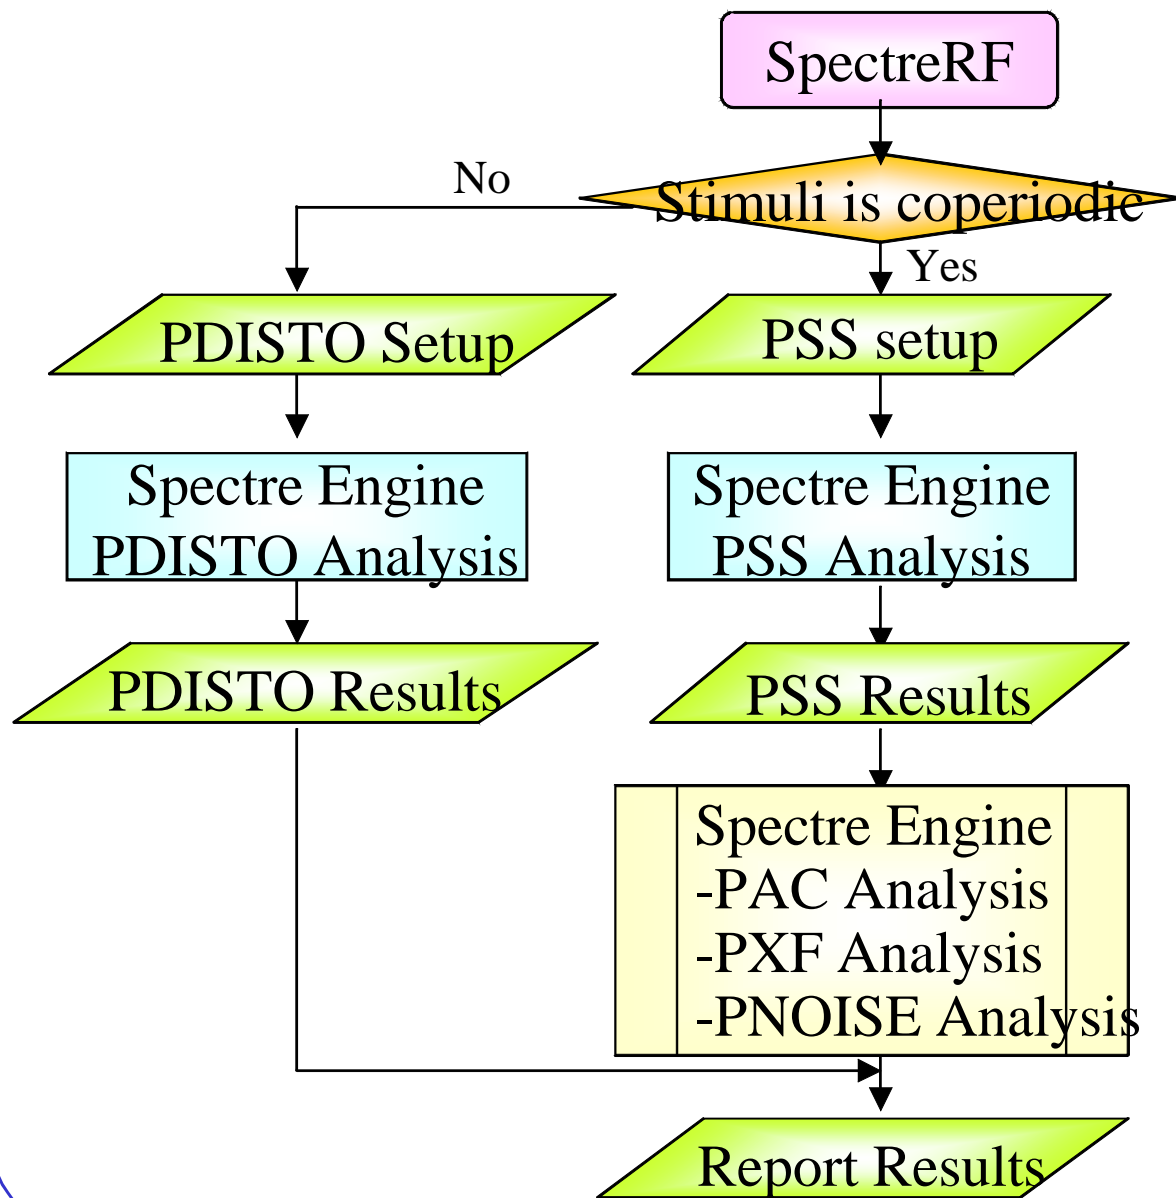 SpectreRF
Stimuli is coperiodic
No
Yes
PDISTO Setup
PSS setup
Spectre Engine
PDISTO Analysis
Spectre Engine
PSS Analysis
PDISTO Results
PSS Results
Spectre Engine
-PAC Analysis
-PXF Analysis
-PNOISE Analysis
Report Results